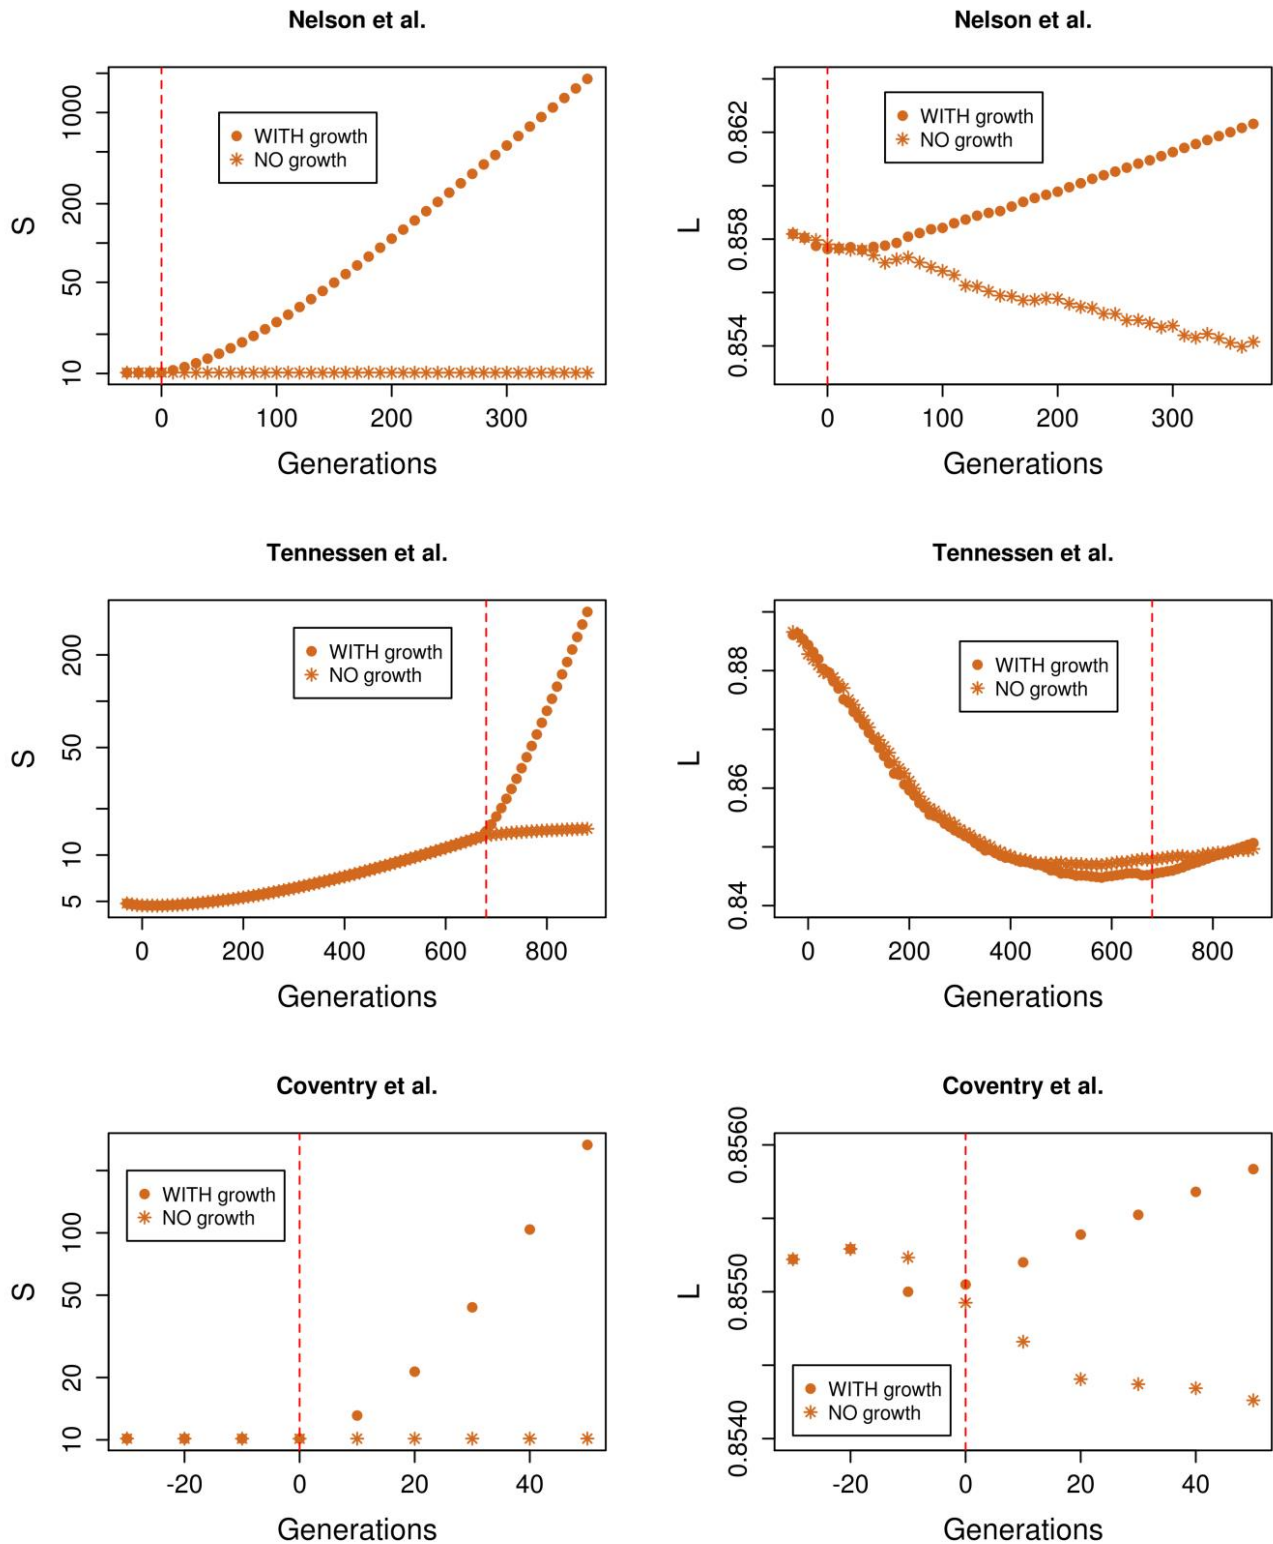 Nelson et al.
S
1000
200
50
10
WITH growth
NO growth
0 100 200 300
Generations
Nelson et al.
L
0.862
0.858
0.854
WITH growth
NO growth
0 100 200 300
Generations
Tennessen et al.
S
200
50
10
5
WITH growth
NO growth
0 200 400 600 800
Generations
Tennessen et al.
L
0.88
0.86
0.84
WITH growth
NO growth
0 200 400 600 800
Generations
Coventry et al.
S
100
50
20
10
WITH growth
NO growth
-20 0 20 40
Generations
Coventry et al.
L
0.8560
0.8550
0.8540
WITH growth
NO growth
-20 0 20 40
Generations